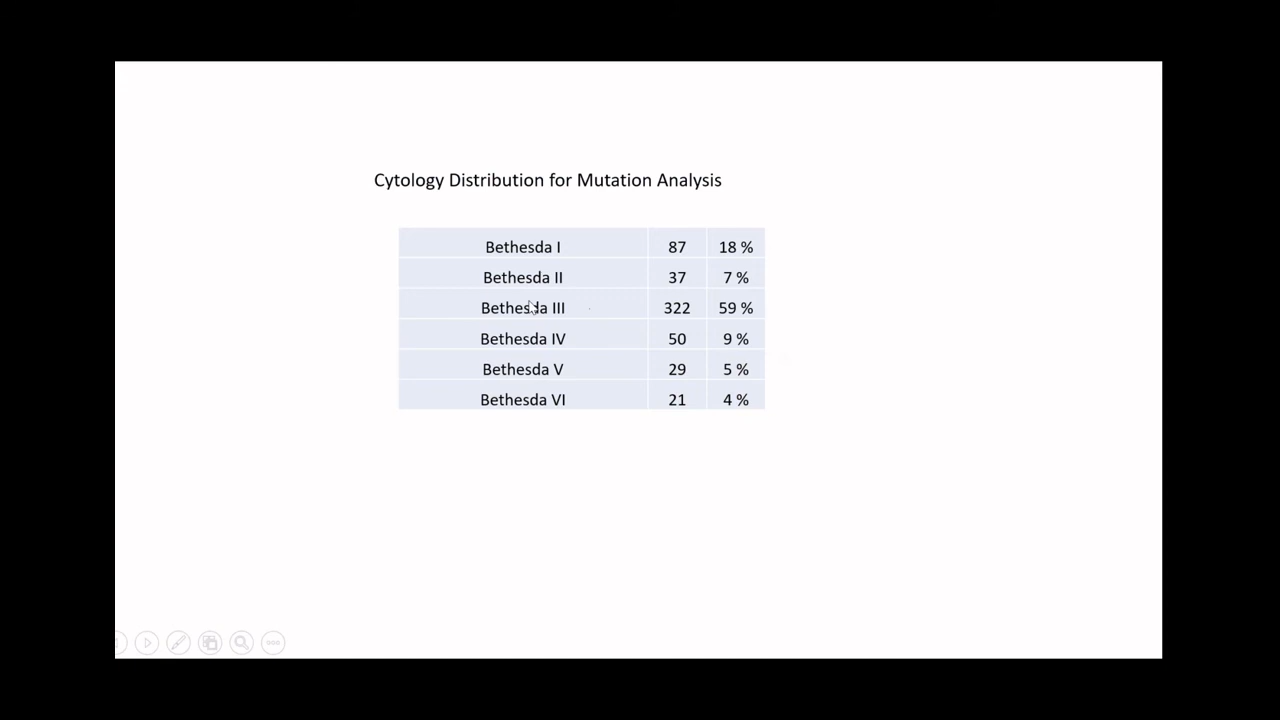 Cytology Distribution for Mutation Analysis
Bethesda I 87 18 %
Bethesda II 37 7 %
Bethesda III 322 59 %
Bethesda IV 50 9 %
Bethesda V 29 5 %
Bethesda VI 21 4 %